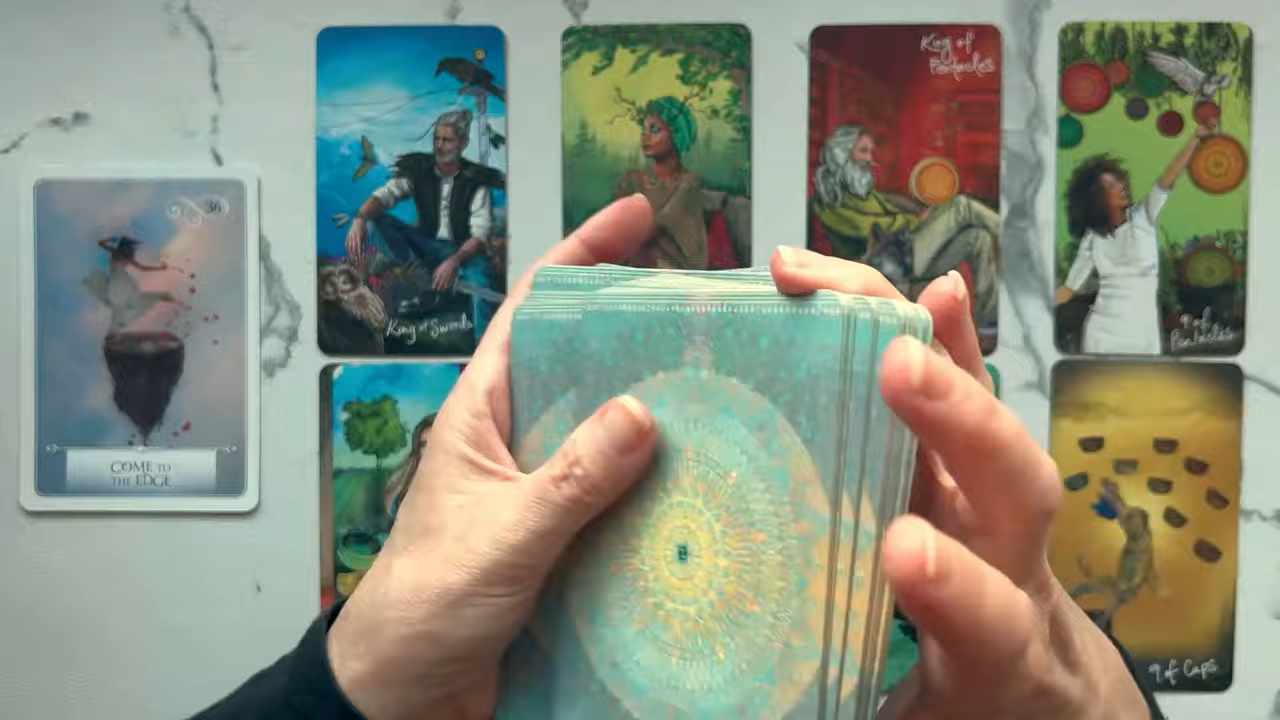 36
COME TO
THE EDGE
King of Swords
King of
Pentacles
9 of
Pentacles
9 of Cups